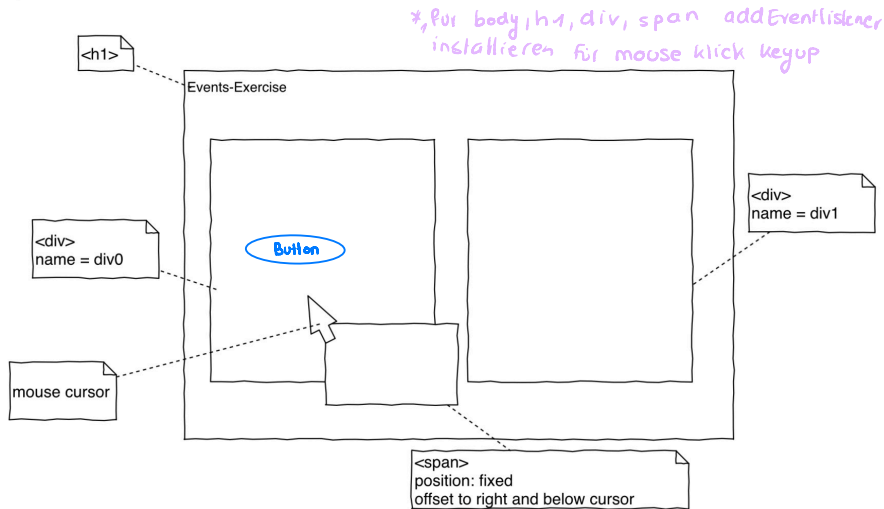 *, für body, h1, div, span addEventlistener
installieren für mouse klick keyup
<h1>
Events-Exercise
<div>
name = div1
<div>
name = div0
Button
mouse cursor
<span>
position: fixed
offset to right and below cursor